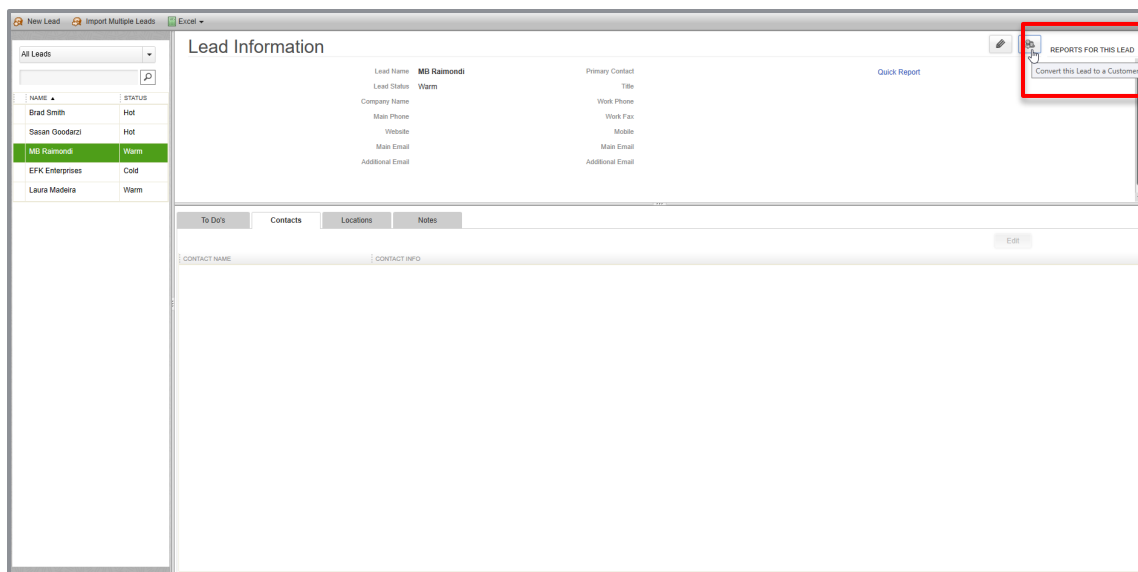 New Lead Import Multiple Leads Excel
All Leads
NAME STATUS
Brad Smith Hot
Sasan Goodarzi Hot
MB Raimondi Warm
EFK Enterprises Cold
Laura Madeira Warm
Lead Information
REPORTS FOR THIS LEAD
Convert this Lead to a Customer
Lead Name MB Raimondi Primary Contact Quick Report
Lead Status Warm Title
Company Name Work Phone
Main Phone Work Fax
Website Mobile
Main Email Main Email
Additional Email Additional Email
To Do's Contacts Locations Notes
Edit
CONTACT NAME CONTACT INFO